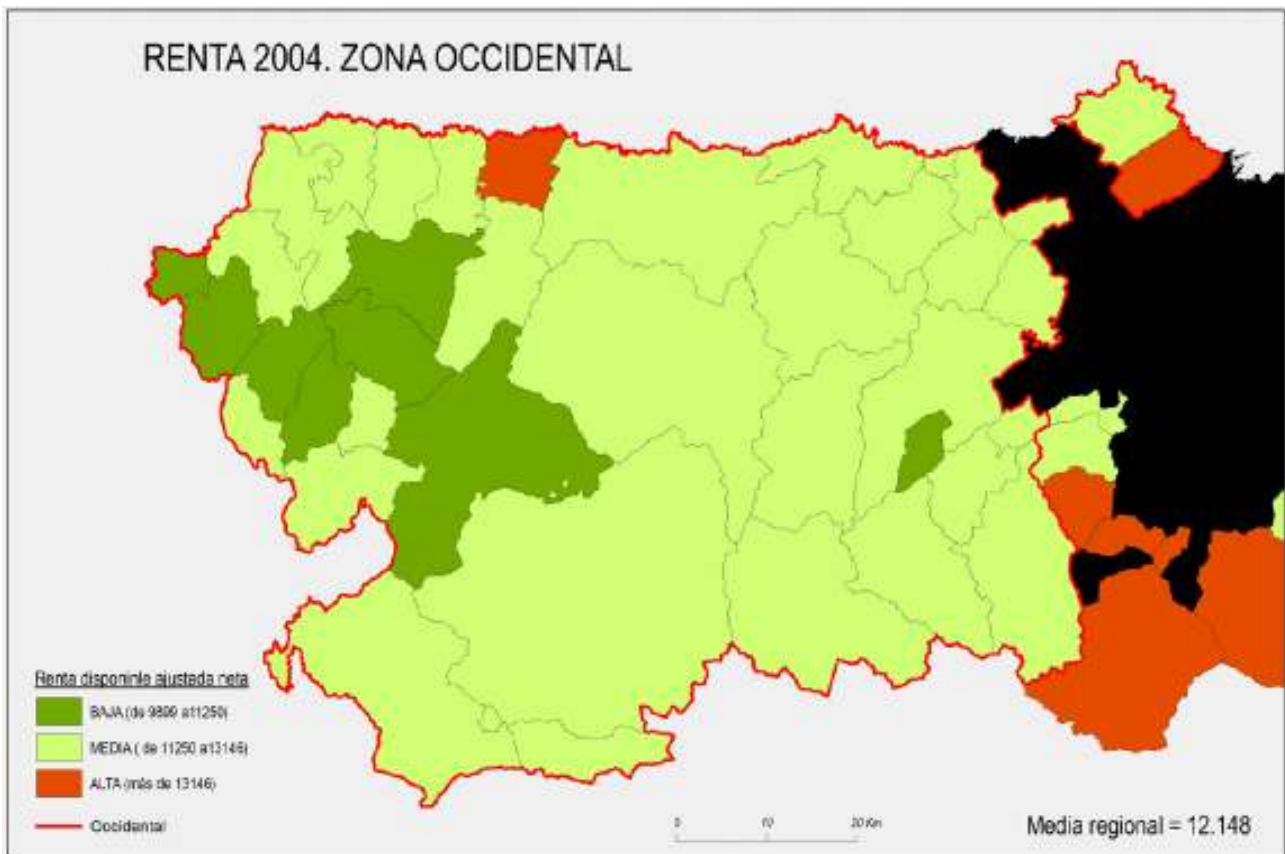 RENTA 2004. ZONA OCCIDENTAL
Renta disponinle ajustada neta
BAJA (de 9899 a11250)
MEDIA ( de 11250 a13146)
ALTA (más de 13146)
Occidental
0 10 20 Km
Media regional = 12.148